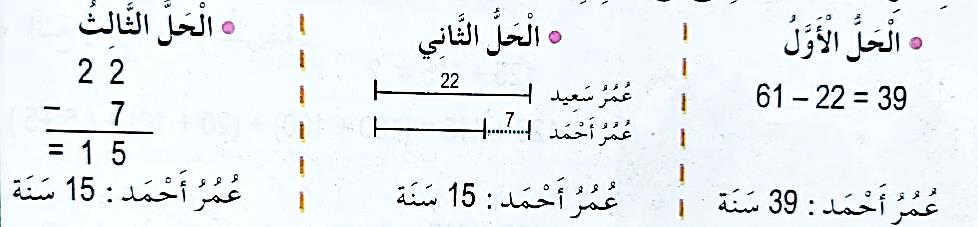 • الْحَلُّ الْأَوَّلُ
61 – 22 = 39
عُمُرُ أَحْمَد : 39 سَنَة
• الْحَلُّ الثَّانِي
22
عُمُرُ سَعِيد
7
عُمُرُ أَحْمَد
عُمُرُ أَحْمَد : 15 سَنَة
• الْحَلُّ الثَّالِثُ
2 2
– 7
= 1 5
عُمُرُ أَحْمَد : 15 سَنَة